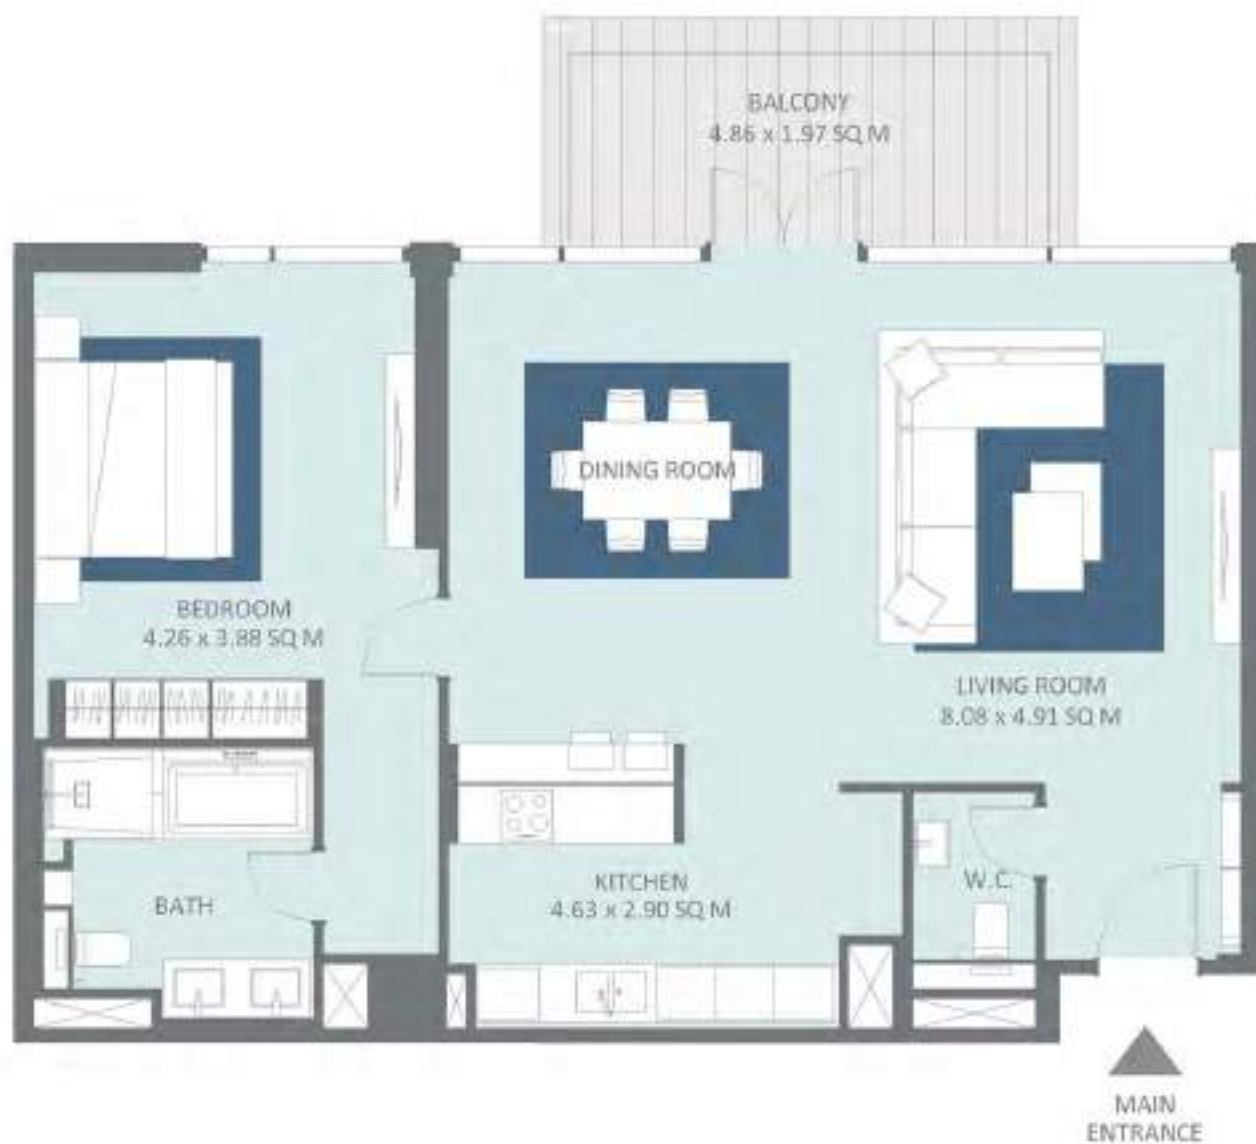 BALCONY
4.86 x 1.97 SQ M
DINING ROOM
BEDROOM
4.26 x 3.88 SQ M
LIVING ROOM
8.08 x 4.91 SQ M
KITCHEN
4.63 x 2.90 SQ M
W.C.
BATH
MAIN
ENTRANCE